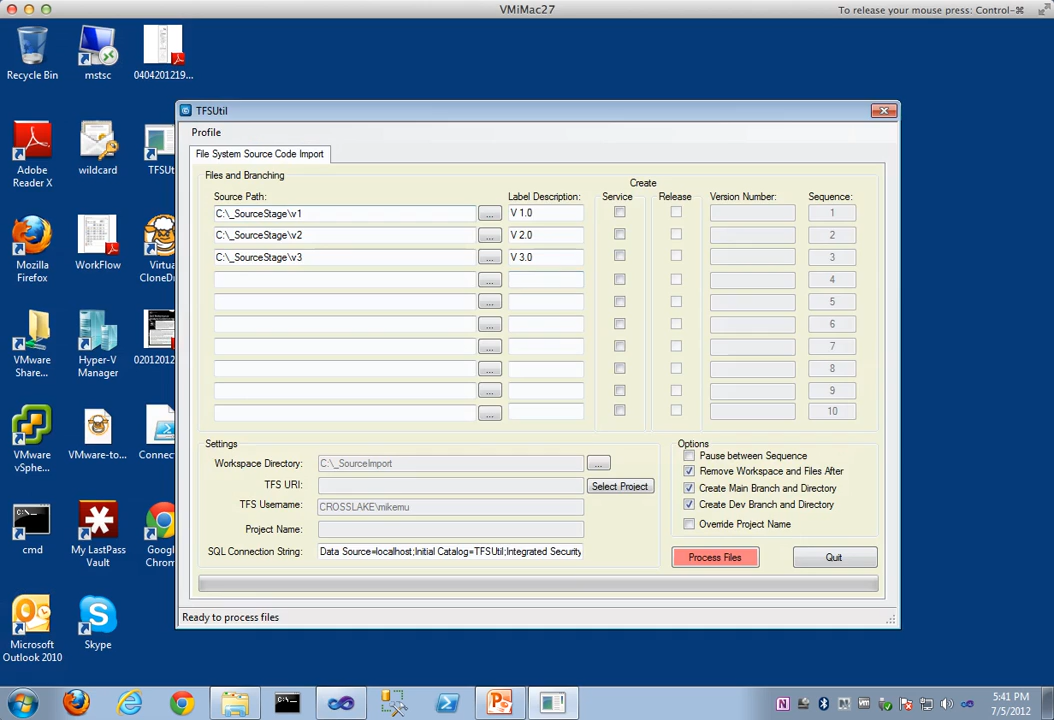 VMiMac27
To release your mouse press: Control-⌘
Recycle Bin
mstsc
0404201219...
Adobe
Reader X
wildcard
TFSUt
Mozilla
Firefox
WorkFlow
Virtua
CloneDr
VMware
Share...
Hyper-V
Manager
02012012
VMware
vSphe...
VMware-to...
Connec
cmd
My LastPass
Vault
Google
Chrom
Microsoft
Outlook 2010
Skype
TFSUtil
Profile
File System Source Code Import
Files and Branching
Create
Source Path:
Label Description:
Service
Release
Version Number:
Sequence:
C:\_SourceStage\v1
...
V 1.0
1
C:\_SourceStage\v2
...
V 2.0
2
C:\_SourceStage\v3
...
V 3.0
3
...
4
...
5
...
6
...
7
...
8
...
9
...
10
Settings
Workspace Directory:
C:\_SourceImport
...
TFS URI:
Select Project
TFS Username:
CROSSLAKE\mikemu
Project Name:
SQL Connection String:
Data Source=localhost;Initial Catalog=TFSUtil;Integrated Security
Options
Pause between Sequence
Remove Workspace and Files After
Create Main Branch and Directory
Create Dev Branch and Directory
Override Project Name
Process Files
Quit
Ready to process files
5:41 PM
7/5/2012